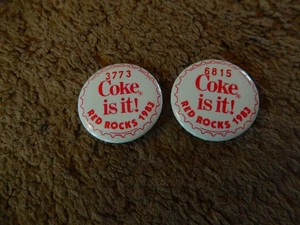 3773
Coke
is it!
RED ROCKS 1983
6815
Coke
is it!
RED ROCKS 1983